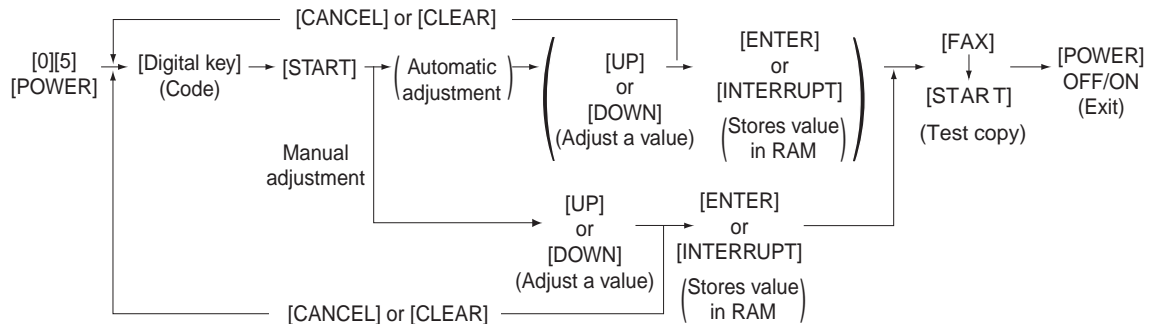 [CANCEL] or [CLEAR]
[0][5]
[POWER]
[Digital key]
(Code)
[START]
(Automatic
adjustment)
[UP]
or
[DOWN]
(Adjust a value)
[ENTER]
or
[INTERRUPT]
(Stores value
in RAM)
[FAX]
[START]
(Test copy)
[POWER]
OFF/ON
(Exit)
Manual
adjustment
[UP]
or
[DOWN]
(Adjust a value)
[ENTER]
or
[INTERRUPT]
(Stores value
in RAM)
[CANCEL] or [CLEAR]